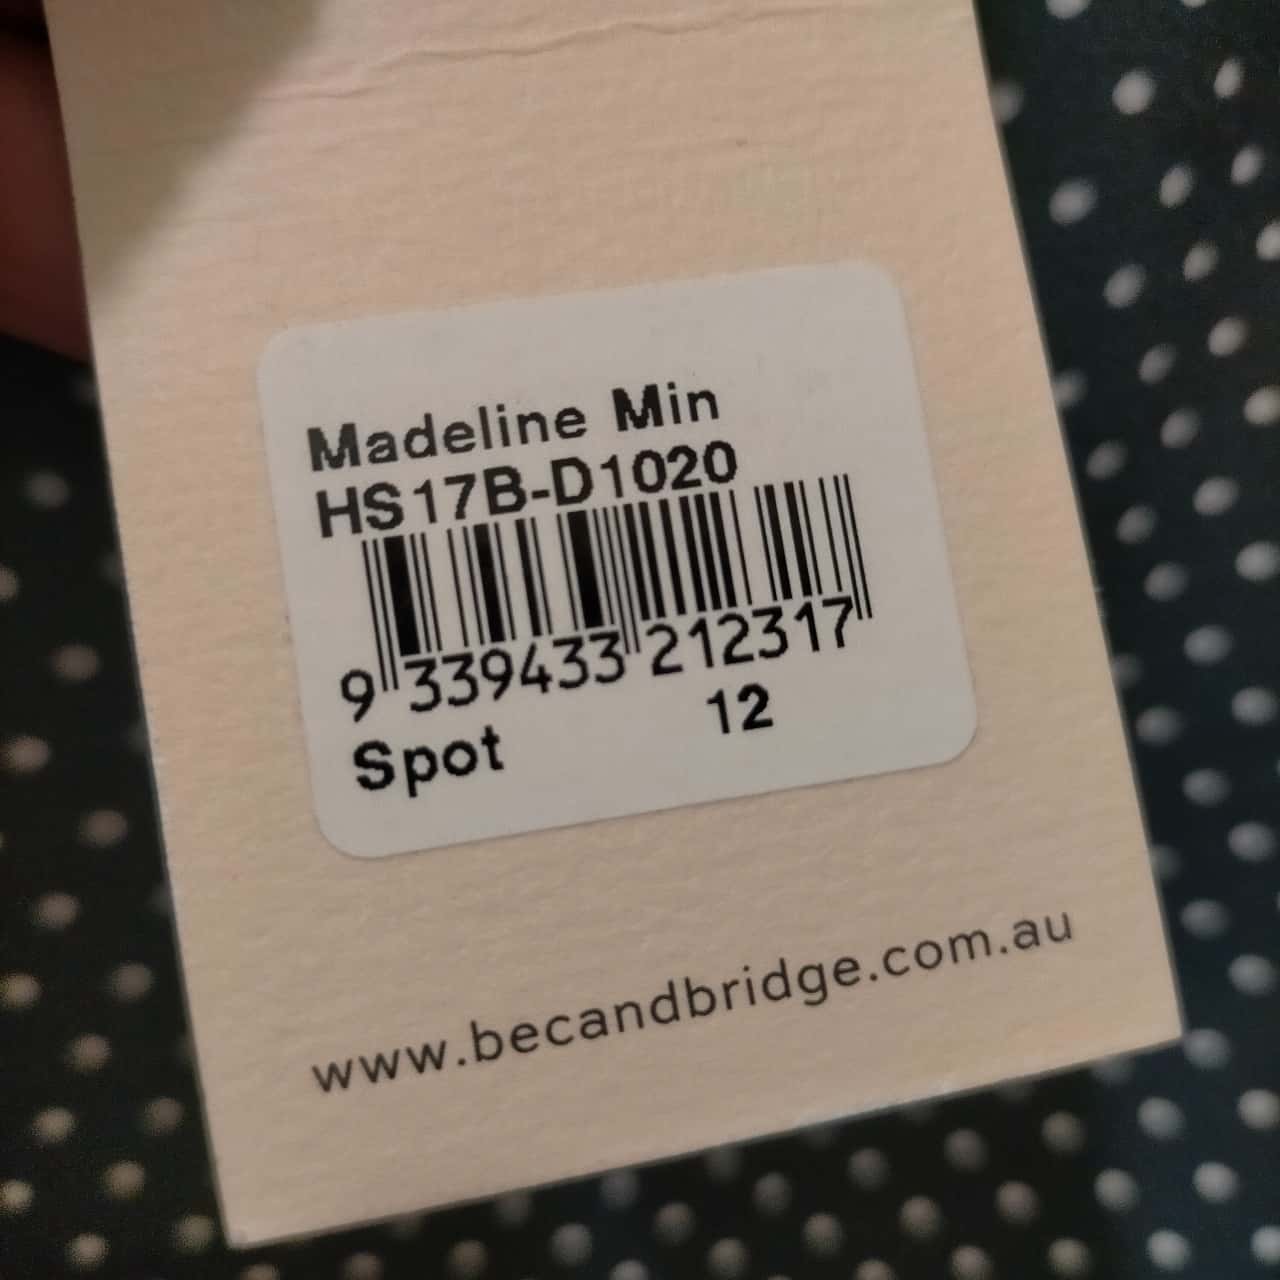 Madeline Min
HS17B-D1020
9 339433 212317
Spot 12
www.becandbridge.com.au